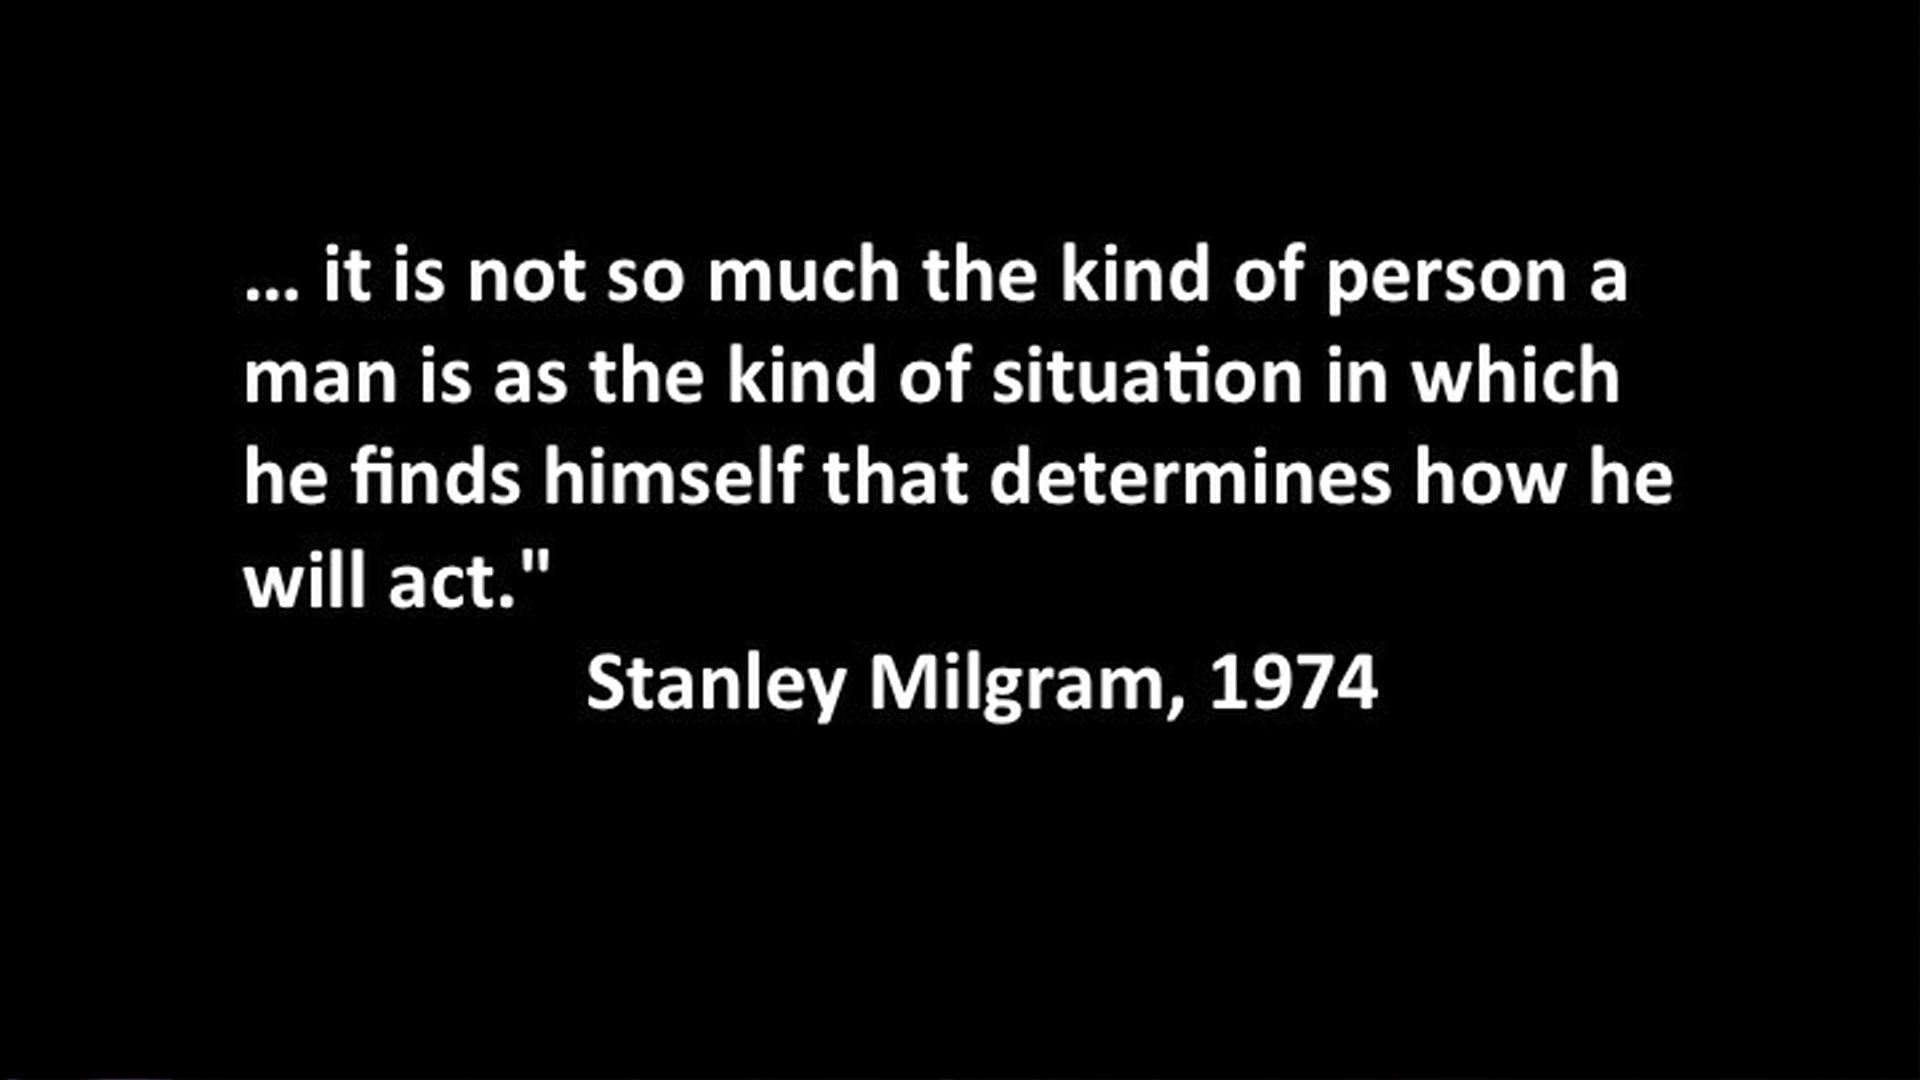 ... it is not so much the kind of person a
man is as the kind of situation in which
he finds himself that determines how he
will act."
Stanley Milgram, 1974